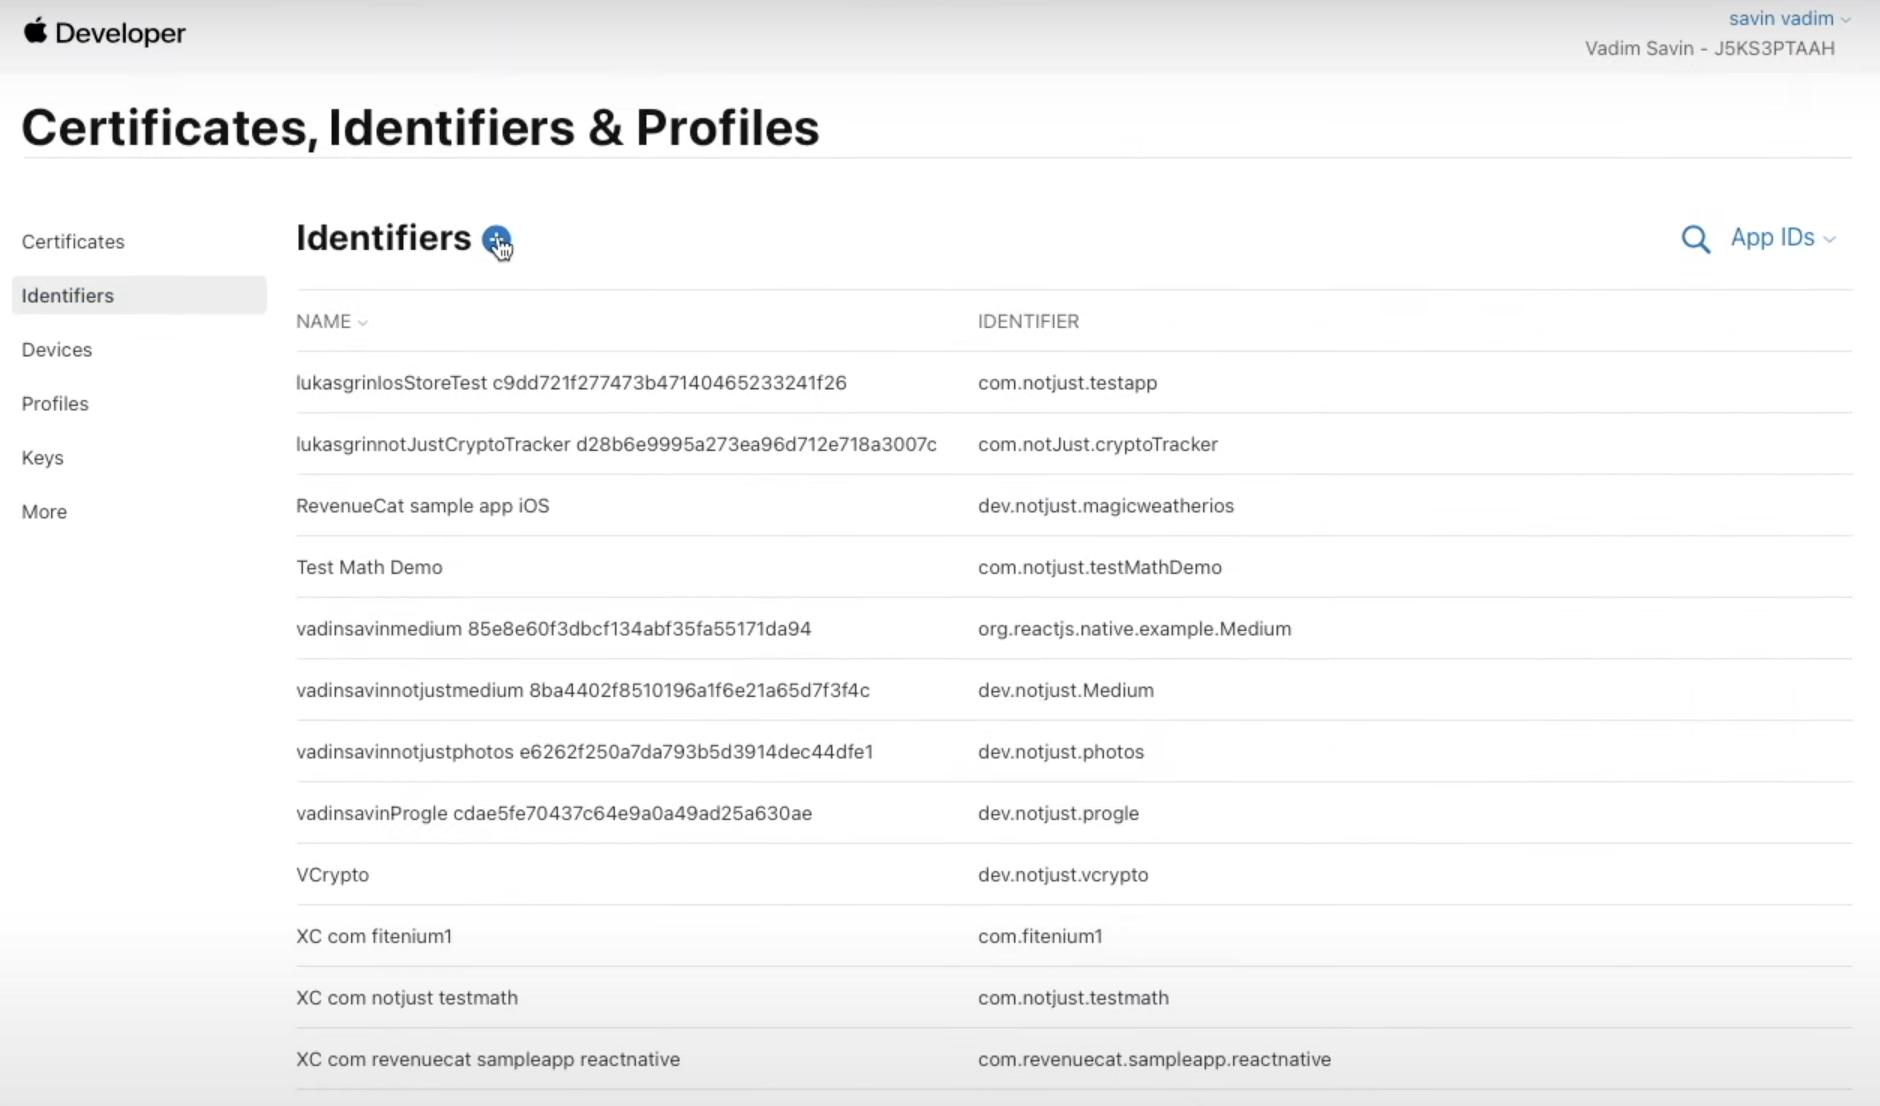 Developer
savin vadim
Vadim Savin - J5KS3PTAAH
Certificates, Identifiers & Profiles
Certificates
Identifiers
Devices
Profiles
Keys
More
Identifiers
App IDs
NAME IDENTIFIER
lukasgrinIosStoreTest c9dd721f277473b47140465233241f26 com.notjust.testapp
lukasgrinnotJustCryptoTracker d28b6e9995a273ea96d712e718a3007c com.notJust.cryptoTracker
RevenueCat sample app iOS dev.notjust.magicweatherios
Test Math Demo com.notjust.testMathDemo
vadinsavinmedium 85e8e60f3dbcf134abf35fa55171da94 org.reactjs.native.example.Medium
vadinsavinnotjustmedium 8ba4402f8510196a1f6e21a65d7f3f4c dev.notjust.Medium
vadinsavinnotjustphotos e6262f250a7da793b5d3914dec44dfe1 dev.notjust.photos
vadinsavinProgle cdae5fe70437c64e9a0a49ad25a630ae dev.notjust.progle
VCrypto dev.notjust.vcrypto
XC com fitenium1 com.fitenium1
XC com notjust testmath com.notjust.testmath
XC com revenuecat sampleapp reactnative com.revenuecat.sampleapp.reactnative